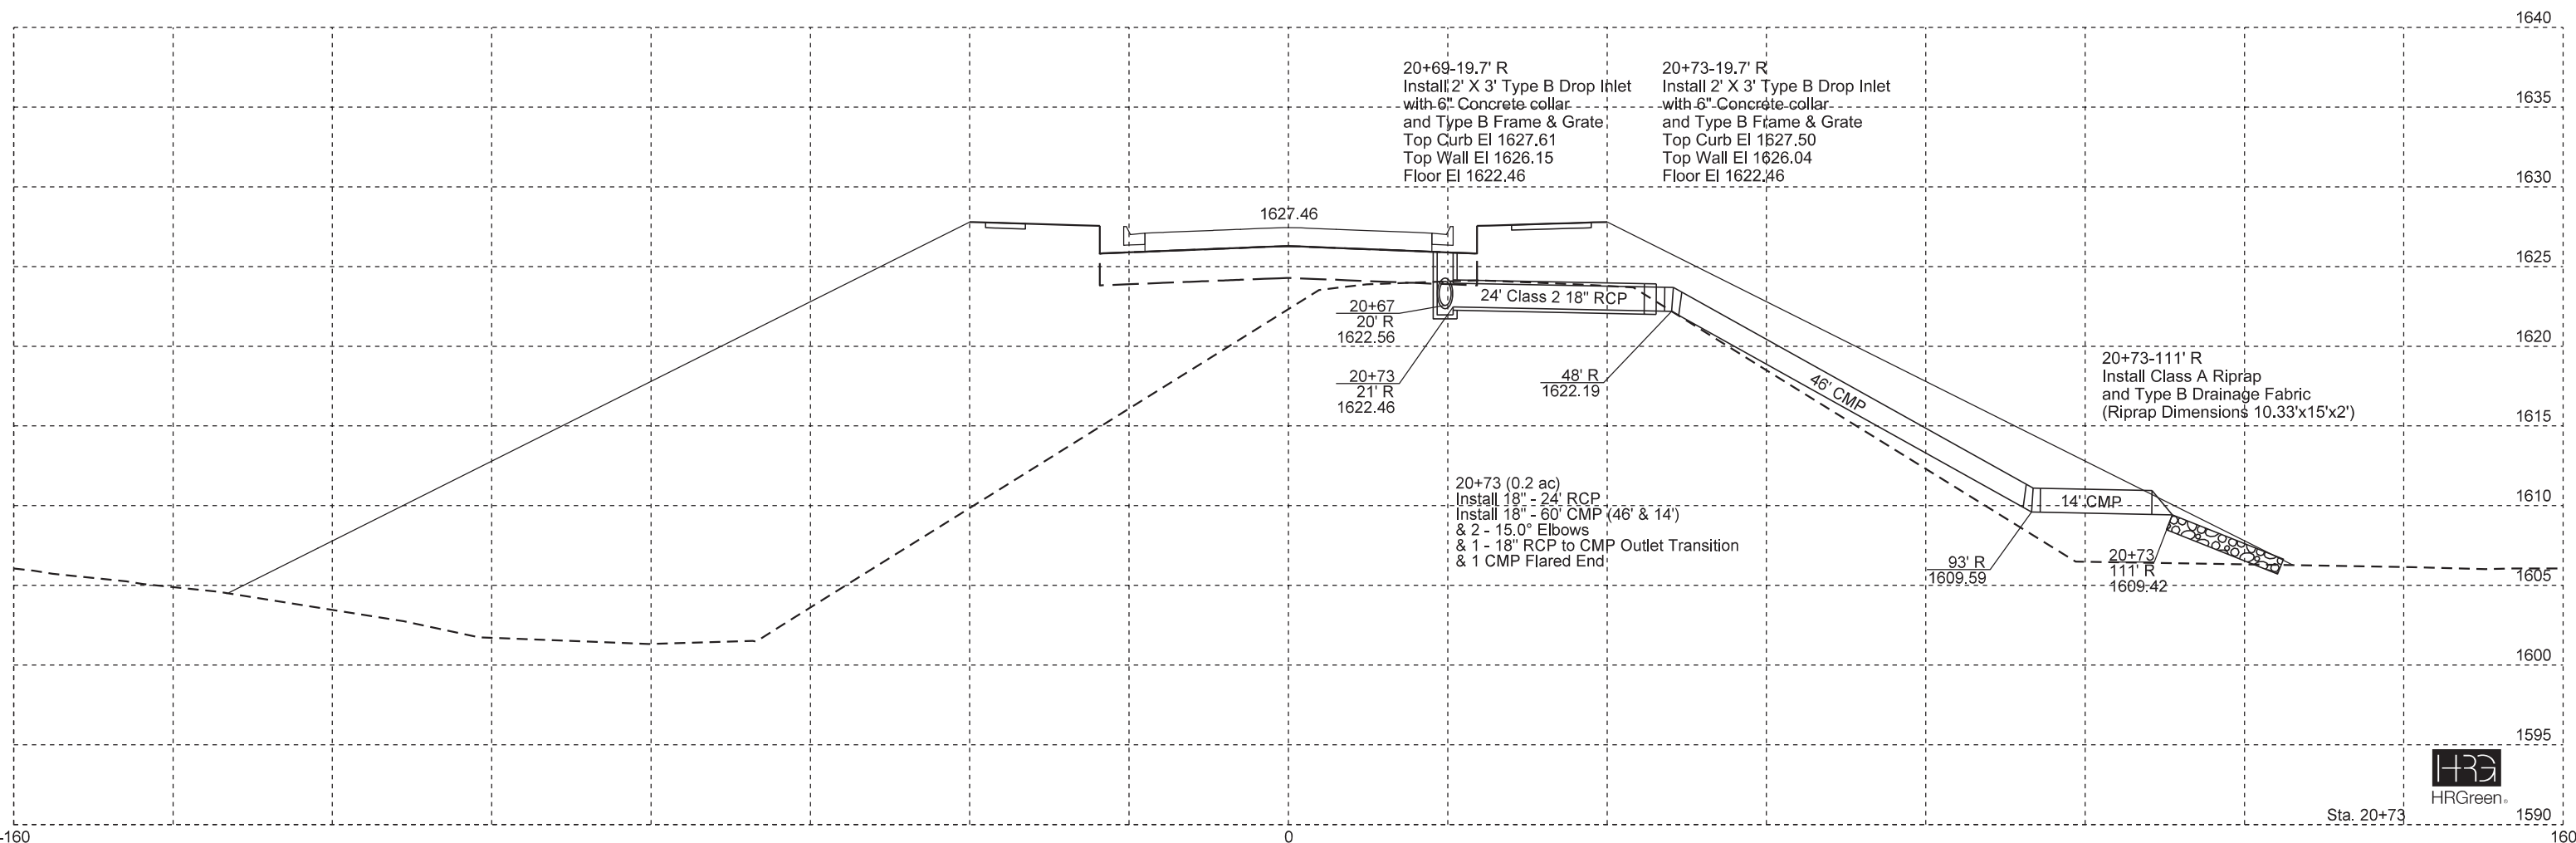 1640
20+69-19.7' R
Install 2' X 3' Type B Drop Inlet
with 6" Concrete collar
and Type B Frame & Grate
Top Curb El 1627.61
Top Wall El 1626.15
Floor El 1622.46
20+73-19.7' R
Install 2' X 3' Type B Drop Inlet
with 6" Concrete collar
and Type B Frame & Grate
Top Curb El 1627.50
Top Wall El 1626.04
Floor El 1622.46
1635
1630
1627.46
1625
24' Class 2 18" RCP
20+67
20' R
1622.56
1620
20+73
21' R
1622.46
48' R
1622.19
46' CMP
20+73-111' R
Install Class A Riprap
and Type B Drainage Fabric
(Riprap Dimensions 10.33'x15'x2')
1615
20+73 (0.2 ac)
Install 18" - 24' RCP
Install 18" - 60' CMP (46' & 14')
& 2 - 15.0° Elbows
& 1 - 18" RCP to CMP Outlet Transition
& 1 CMP Flared End
14' CMP
1610
93' R
1609.59
20+73
111' R
1609.42
1605
1600
1595
HRG
HRGreen®
Sta. 20+73
1590
-160
0
160